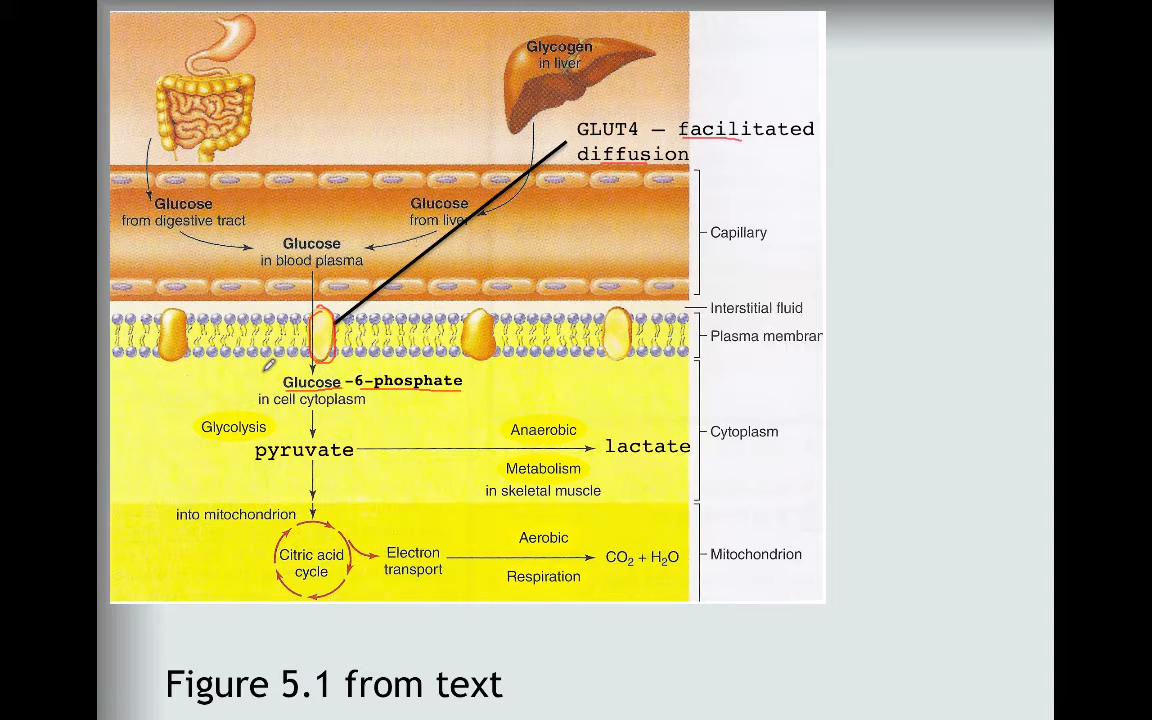 Glycogen
in liver
GLUT4 – facilitated
diffusion
Glucose
from digestive tract
Glucose
from liver
Glucose
in blood plasma
Capillary
Interstitial fluid
Plasma membran
Glucose -6-phosphate
in cell cytoplasm
Glycolysis
Anaerobic
pyruvate
lactate
Metabolism
in skeletal muscle
Cytoplasm
into mitochondrion
Citric acid
cycle
Electron
transport
Aerobic
Respiration
CO₂ + H₂O
Mitochondrion
Figure 5.1 from text